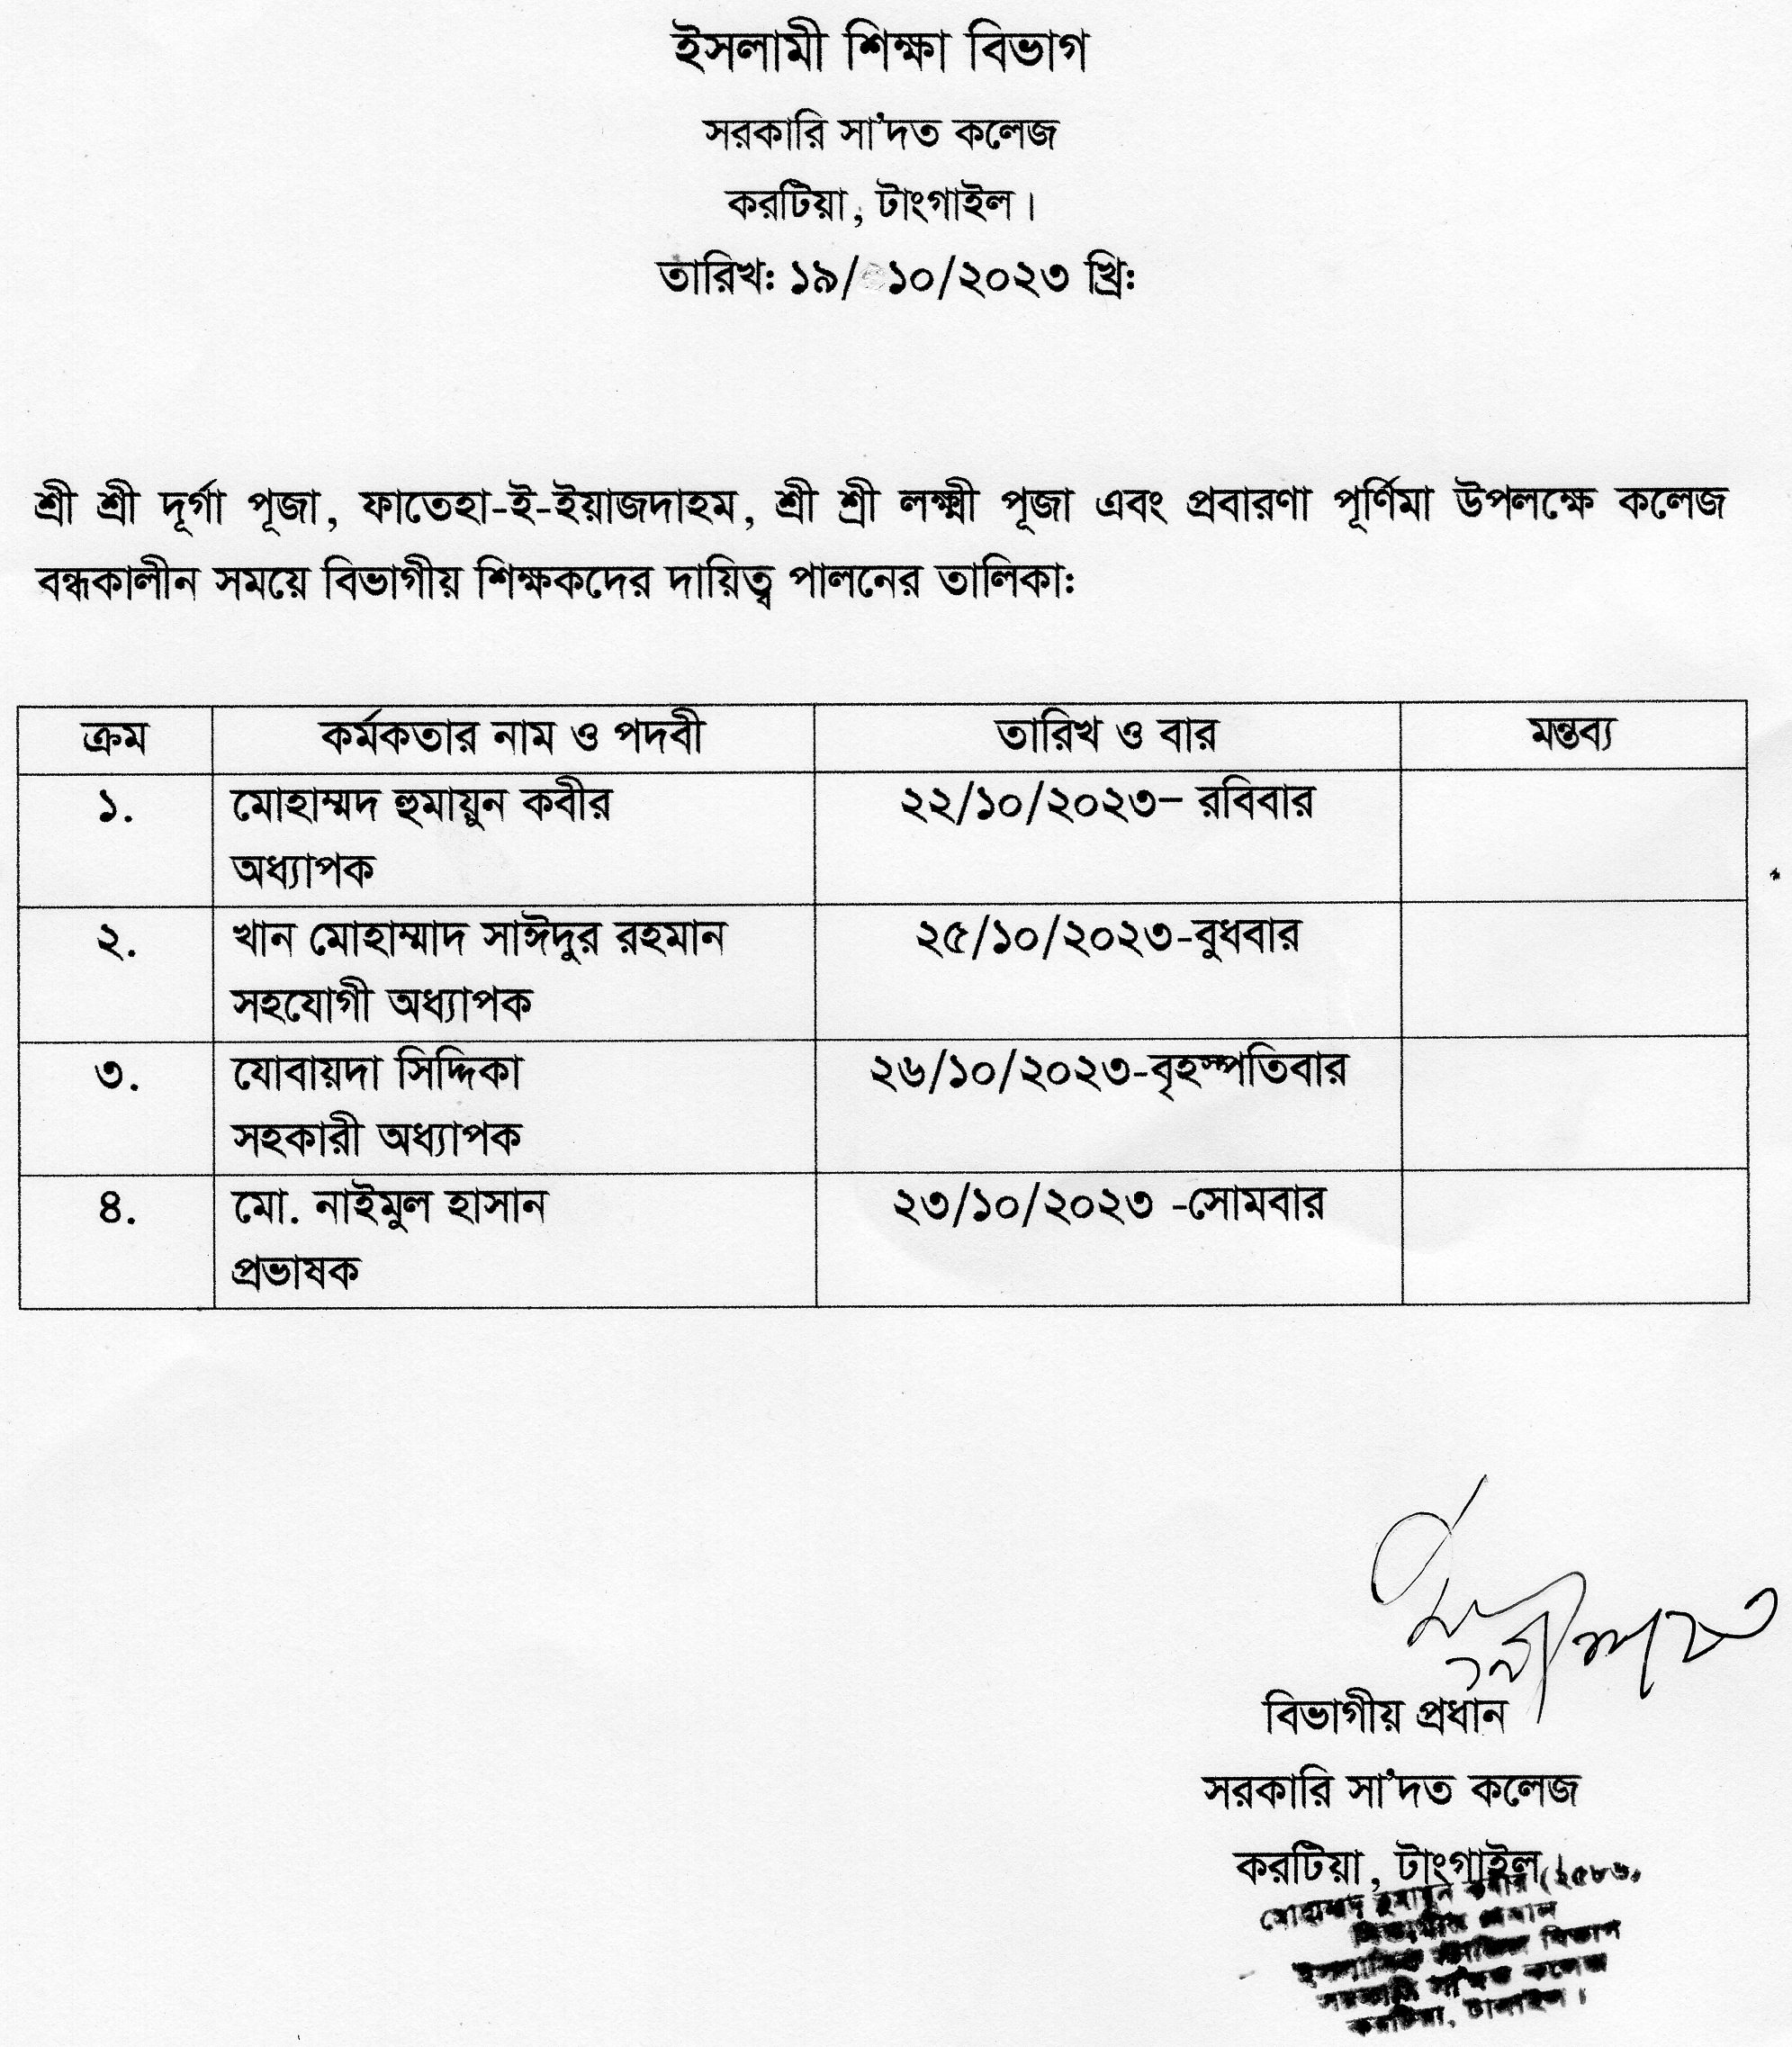 ইসলামী শিক্ষা বিভাগ
সরকারি সা'দত কলেজ
করটিয়া, টাংগাইল।
তারিখ: ১৯/ ১০/২০২৩ খ্রি:
শ্রী শ্রী দূর্গা পূজা, ফাতেহা-ই-ইয়াজদাহম, শ্রী শ্রী লক্ষ্মী পূজা এবং প্রবারণা পূর্ণিমা উপলক্ষে কলেজ
বন্ধকালীন সময়ে বিভাগীয় শিক্ষকদের দায়িত্ব পালনের তালিকা:
ক্রম কর্মকতার নাম ও পদবী তারিখ ও বার মন্তব্য
১. মোহাম্মদ হুমায়ুন কবীর ২২/১০/২০২৩– রবিবার
অধ্যাপক
২. খান মোহাম্মাদ সাঈদুর রহমান ২৫/১০/২০২৩-বুধবার
সহযোগী অধ্যাপক
৩. যোবায়দা সিদ্দিকা ২৬/১০/২০২৩-বৃহস্পতিবার
সহকারী অধ্যাপক
৪. মো. নাইমুল হাসান ২৩/১০/২০২৩ -সোমবার
প্রভাষক
বিভাগীয় প্রধান
সরকারি সা'দত কলেজ
করটিয়া, টাংগাইল।
মোহাম্মদ হুমায়ুন কবীর (২৫৮৬)
বিভাগীয় প্রধান
বিভাগ
সরকারি সা'দত কলেজ
করটিয়া, টাঙ্গাইল।